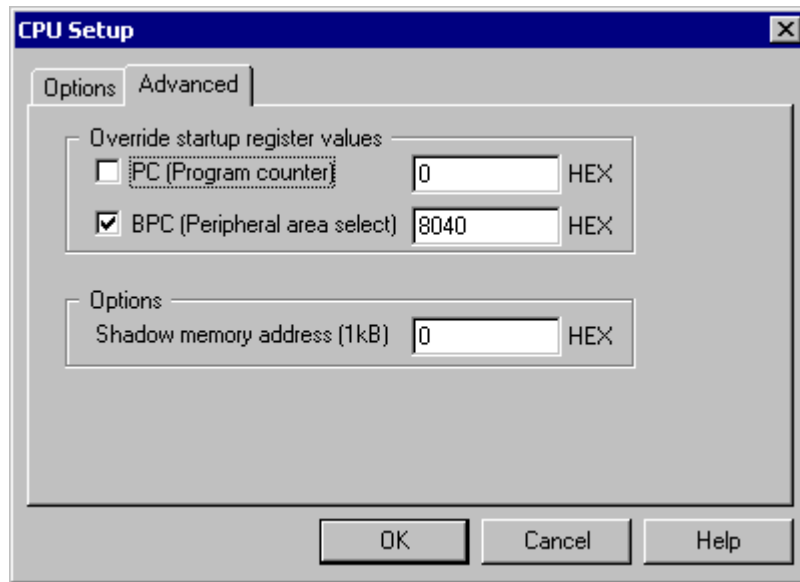 CPU Setup
Options Advanced
Override startup register values
PC (Program counter) 0 HEX
BPC (Peripheral area select) 8040 HEX
Options
Shadow memory address (1kB) 0 HEX
OK Cancel Help